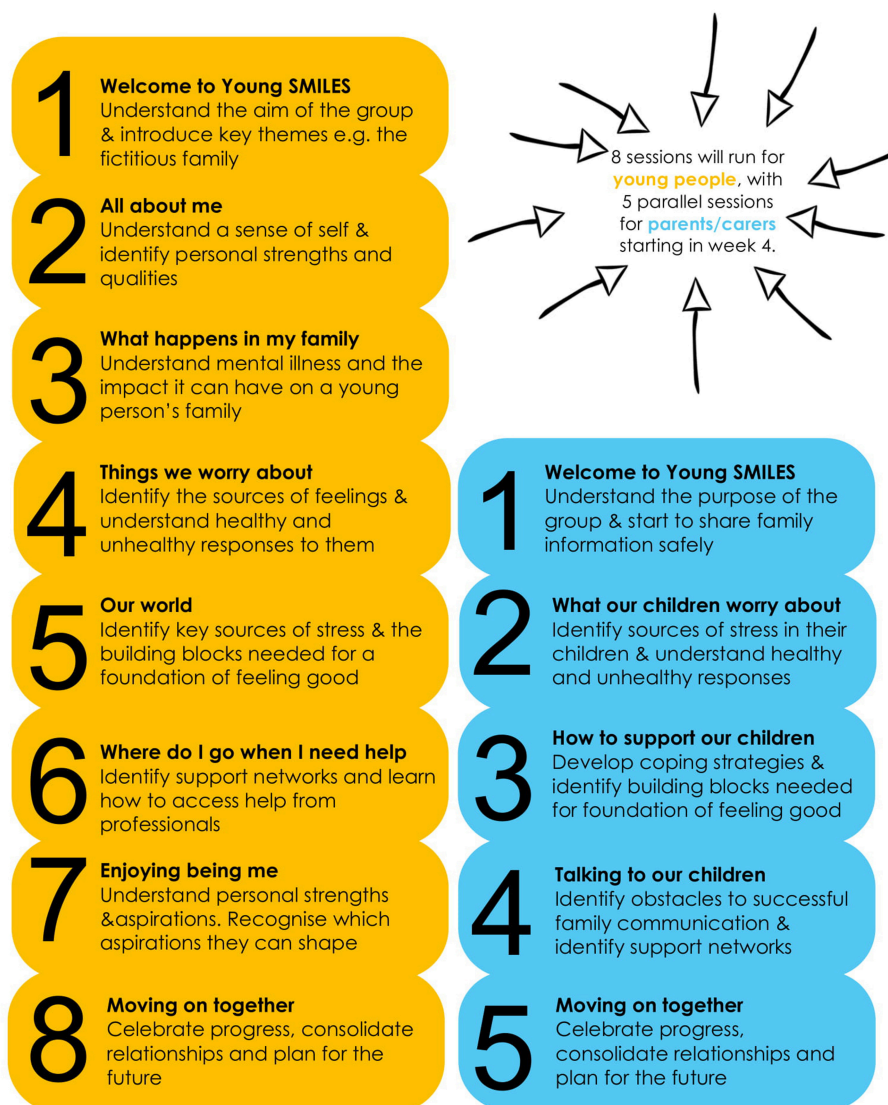 1
Welcome to Young SMILES
Understand the aim of the group
& introduce key themes e.g. the
fictitious family
2
All about me
Understand a sense of self &
identify personal strengths and
qualities
3
What happens in my family
Understand mental illness and the
impact it can have on a young
person's family
4
Things we worry about
Identify the sources of feelings &
understand healthy and
unhealthy responses to them
5
Our world
Identify key sources of stress & the
building blocks needed for a
foundation of feeling good
6
Where do I go when I need help
Identify support networks and learn
how to access help from
professionals
7
Enjoying being me
Understand personal strengths
&aspirations. Recognise which
aspirations they can shape
8
Moving on together
Celebrate progress, consolidate
relationships and plan for the
future
8 sessions will run for
young people, with
5 parallel sessions
for parents/carers
starting in week 4.
1
Welcome to Young SMILES
Understand the purpose of the
group & start to share family
information safely
2
What our children worry about
Identify sources of stress in their
children & understand healthy
and unhealthy responses
3
How to support our children
Develop coping strategies &
identify building blocks needed
for foundation of feeling good
4
Talking to our children
Identify obstacles to successful
family communication &
identify support networks
5
Moving on together
Celebrate progress,
consolidate relationships and
plan for the future